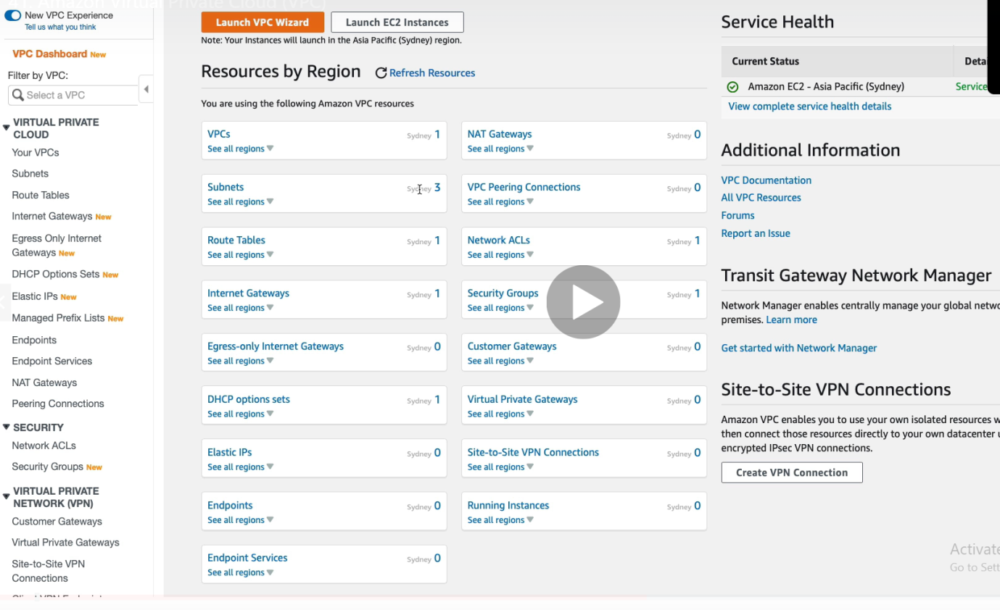 41. Amazon Virtual Private Cloud (VPC)
New VPC Experience
Tell us what you think
VPC Dashboard New
Filter by VPC:
Select a VPC
VIRTUAL PRIVATE
CLOUD
Your VPCs
Subnets
Route Tables
Internet Gateways New
Egress Only Internet
Gateways New
DHCP Options Sets New
Elastic IPs New
Managed Prefix Lists New
Endpoints
Endpoint Services
NAT Gateways
Peering Connections
SECURITY
Network ACLs
Security Groups New
VIRTUAL PRIVATE
NETWORK (VPN)
Customer Gateways
Virtual Private Gateways
Site-to-Site VPN
Connections
Launch VPC Wizard
Launch EC2 Instances
Note: Your Instances will launch in the Asia Pacific (Sydney) region.
Resources by Region
Refresh Resources
You are using the following Amazon VPC resources
VPCs Sydney 1
See all regions
NAT Gateways Sydney 0
See all regions
Subnets Sydney 3
See all regions
VPC Peering Connections Sydney 0
See all regions
Route Tables Sydney 1
See all regions
Network ACLs Sydney 1
See all regions
Internet Gateways Sydney 1
See all regions
Security Groups Sydney 1
See all regions
Egress-only Internet Gateways Sydney 0
See all regions
Customer Gateways Sydney 0
See all regions
DHCP options sets Sydney 1
See all regions
Virtual Private Gateways Sydney 0
See all regions
Elastic IPs Sydney 0
See all regions
Site-to-Site VPN Connections Sydney 0
See all regions
Endpoints Sydney 0
See all regions
Running Instances Sydney 0
See all regions
Endpoint Services Sydney 0
See all regions
Service Health
Current Status Detai
Amazon EC2 - Asia Pacific (Sydney) Service
View complete service health details
Additional Information
VPC Documentation
All VPC Resources
Forums
Report an Issue
Transit Gateway Network Manager
Network Manager enables centrally manage your global netwo
premises. Learn more
Get started with Network Manager
Site-to-Site VPN Connections
Amazon VPC enables you to use your own isolated resources w
then connect those resources directly to your own datacenter u
encrypted IPsec VPN connections.
Create VPN Connection
Activate
Go to Sett